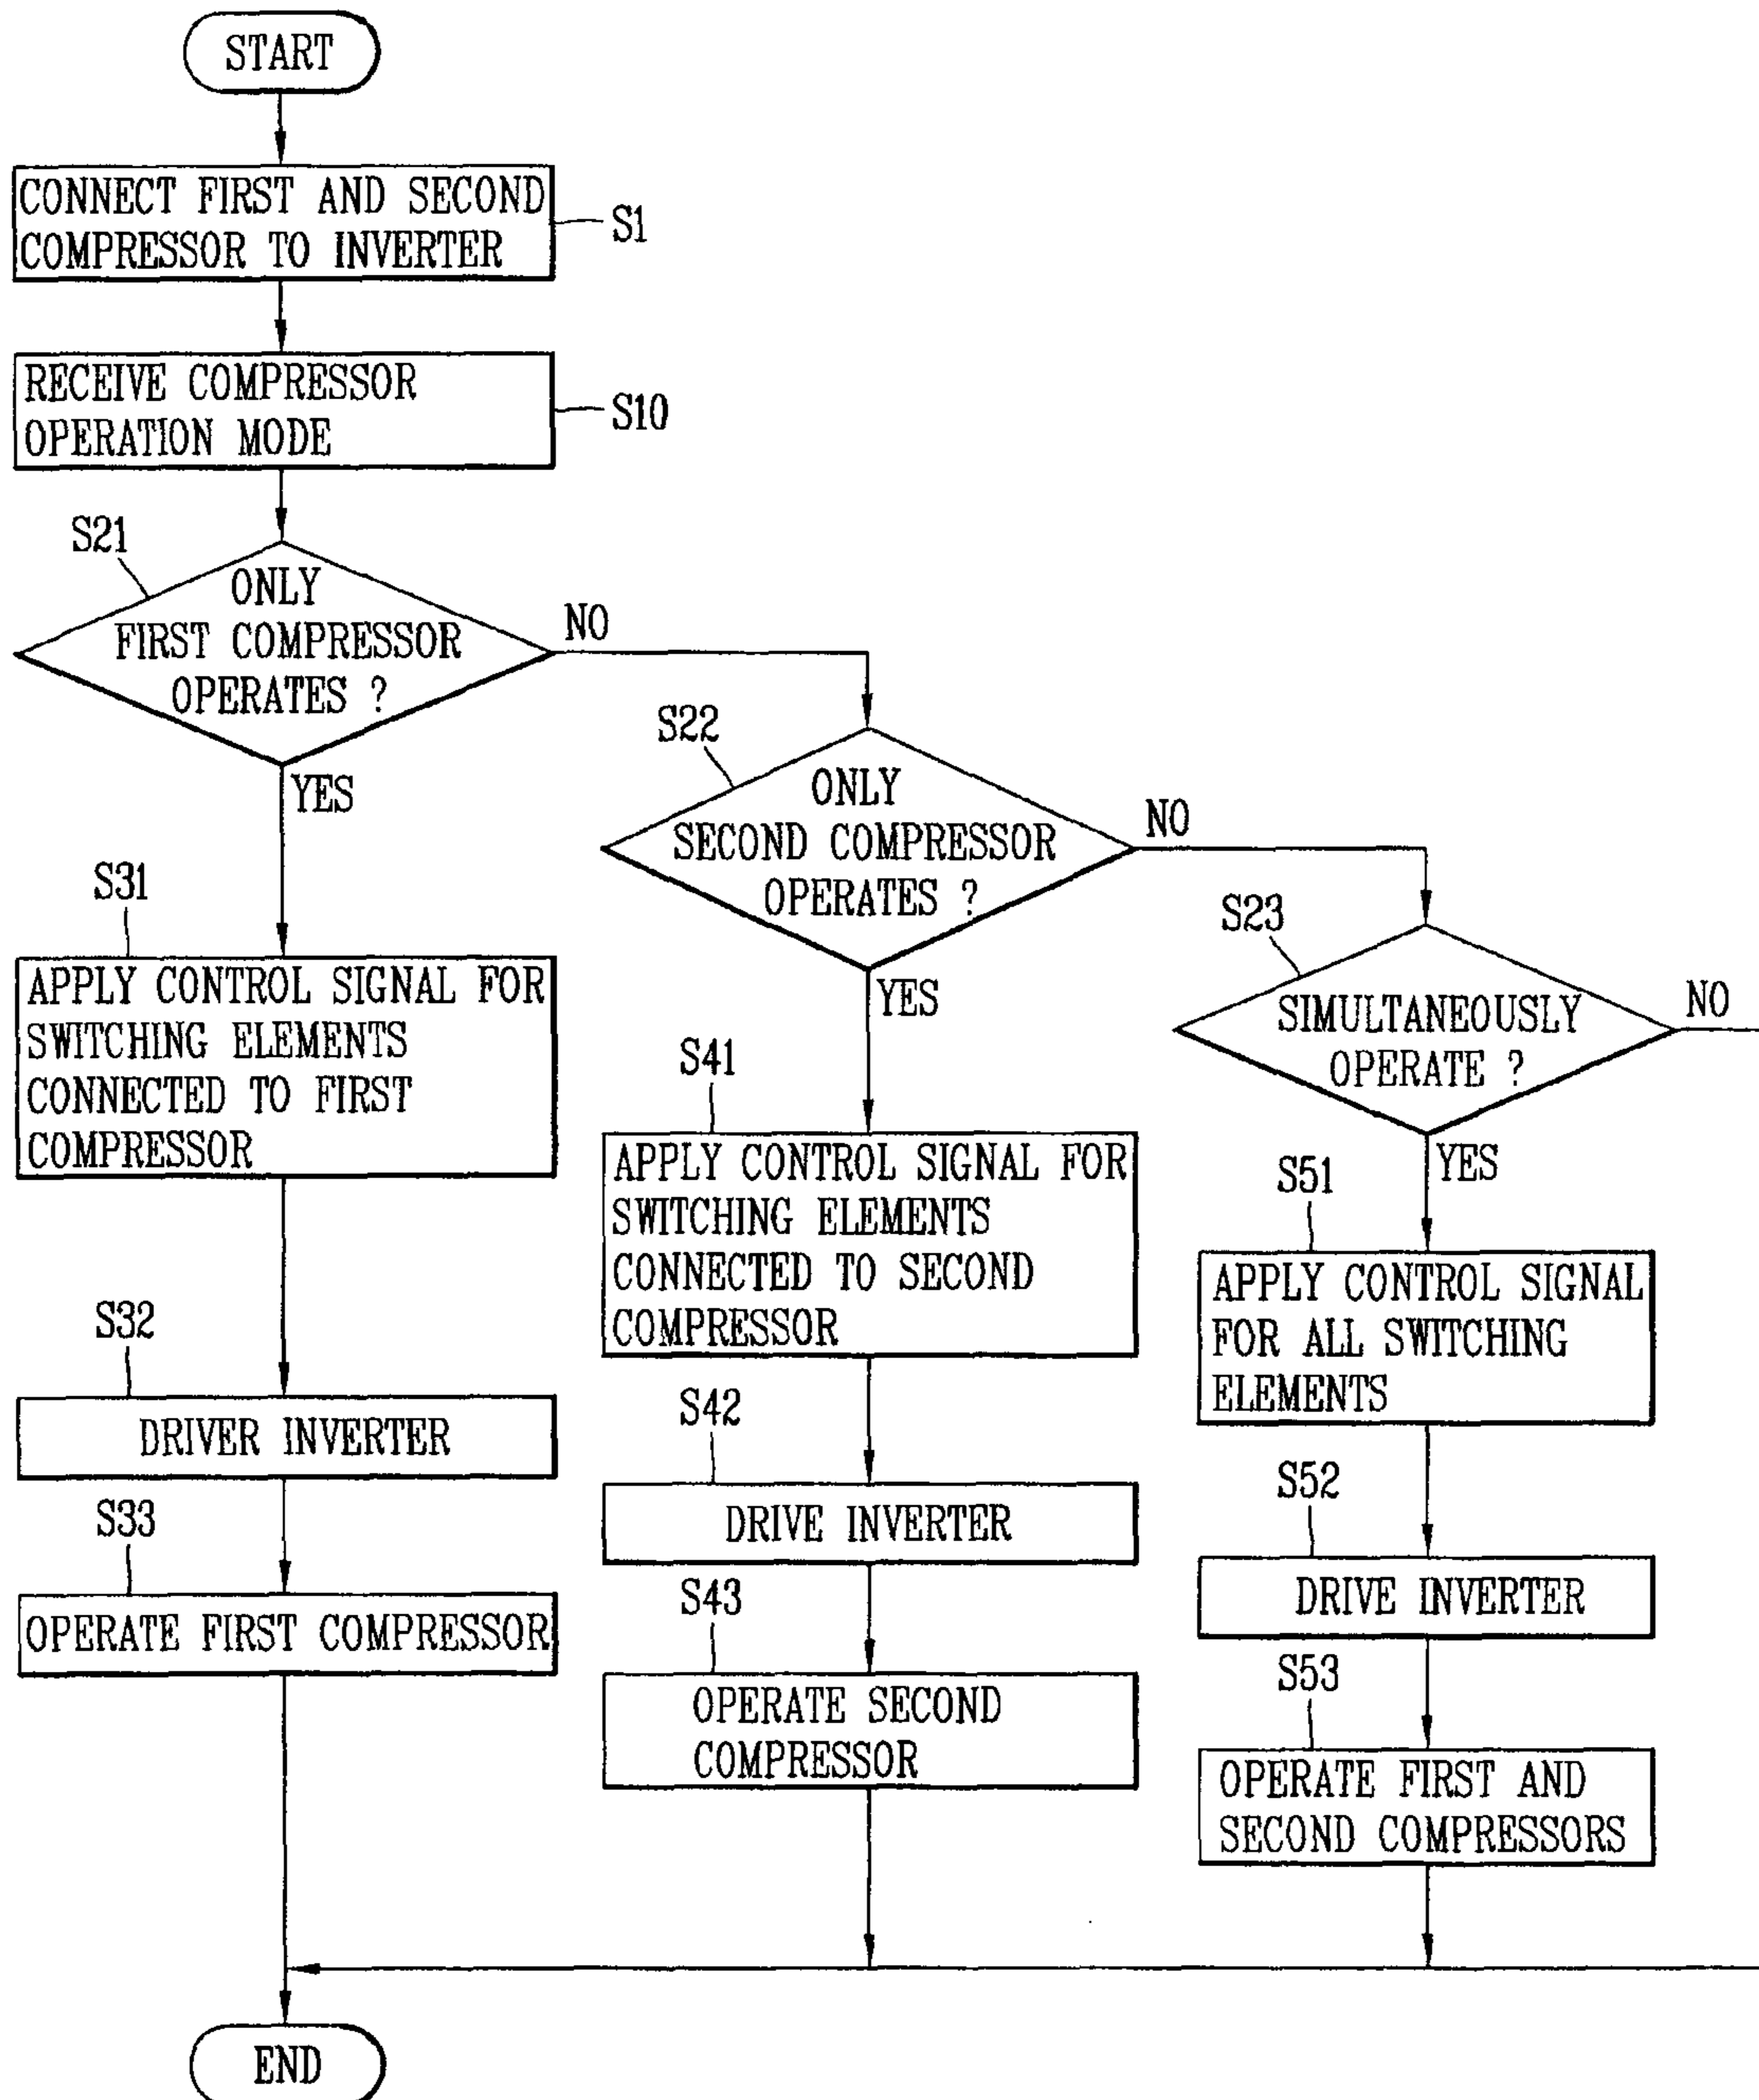 START
CONNECT FIRST AND SECOND
COMPRESSOR TO INVERTER
S1
RECEIVE COMPRESSOR
OPERATION MODE
S10
S21
ONLY
FIRST COMPRESSOR
OPERATES ?
NO
YES
S22
ONLY
SECOND COMPRESSOR
OPERATES ?
NO
YES
S23
SIMULTANEOUSLY
OPERATE ?
NO
YES
S31
APPLY CONTROL SIGNAL FOR
SWITCHING ELEMENTS
CONNECTED TO FIRST
COMPRESSOR
S32
DRIVER INVERTER
S33
OPERATE FIRST COMPRESSOR
S41
APPLY CONTROL SIGNAL FOR
SWITCHING ELEMENTS
CONNECTED TO SECOND
COMPRESSOR
S42
DRIVE INVERTER
S43
OPERATE SECOND
COMPRESSOR
S51
APPLY CONTROL SIGNAL
FOR ALL SWITCHING
ELEMENTS
S52
DRIVE INVERTER
S53
OPERATE FIRST AND
SECOND COMPRESSORS
END